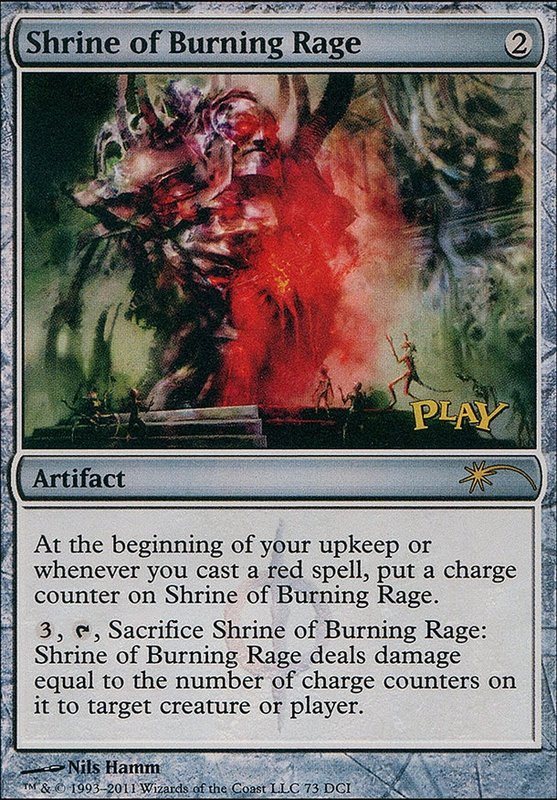 Shrine of Burning Rage 2
PLAY
Artifact
At the beginning of your upkeep or
whenever you cast a red spell, put a charge
counter on Shrine of Burning Rage.
3, , Sacrifice Shrine of Burning Rage:
Shrine of Burning Rage deals damage
equal to the number of charge counters on
it to target creature or player.
Nils Hamm
™ & © 1993–2011 Wizards of the Coast LLC 73 DCI